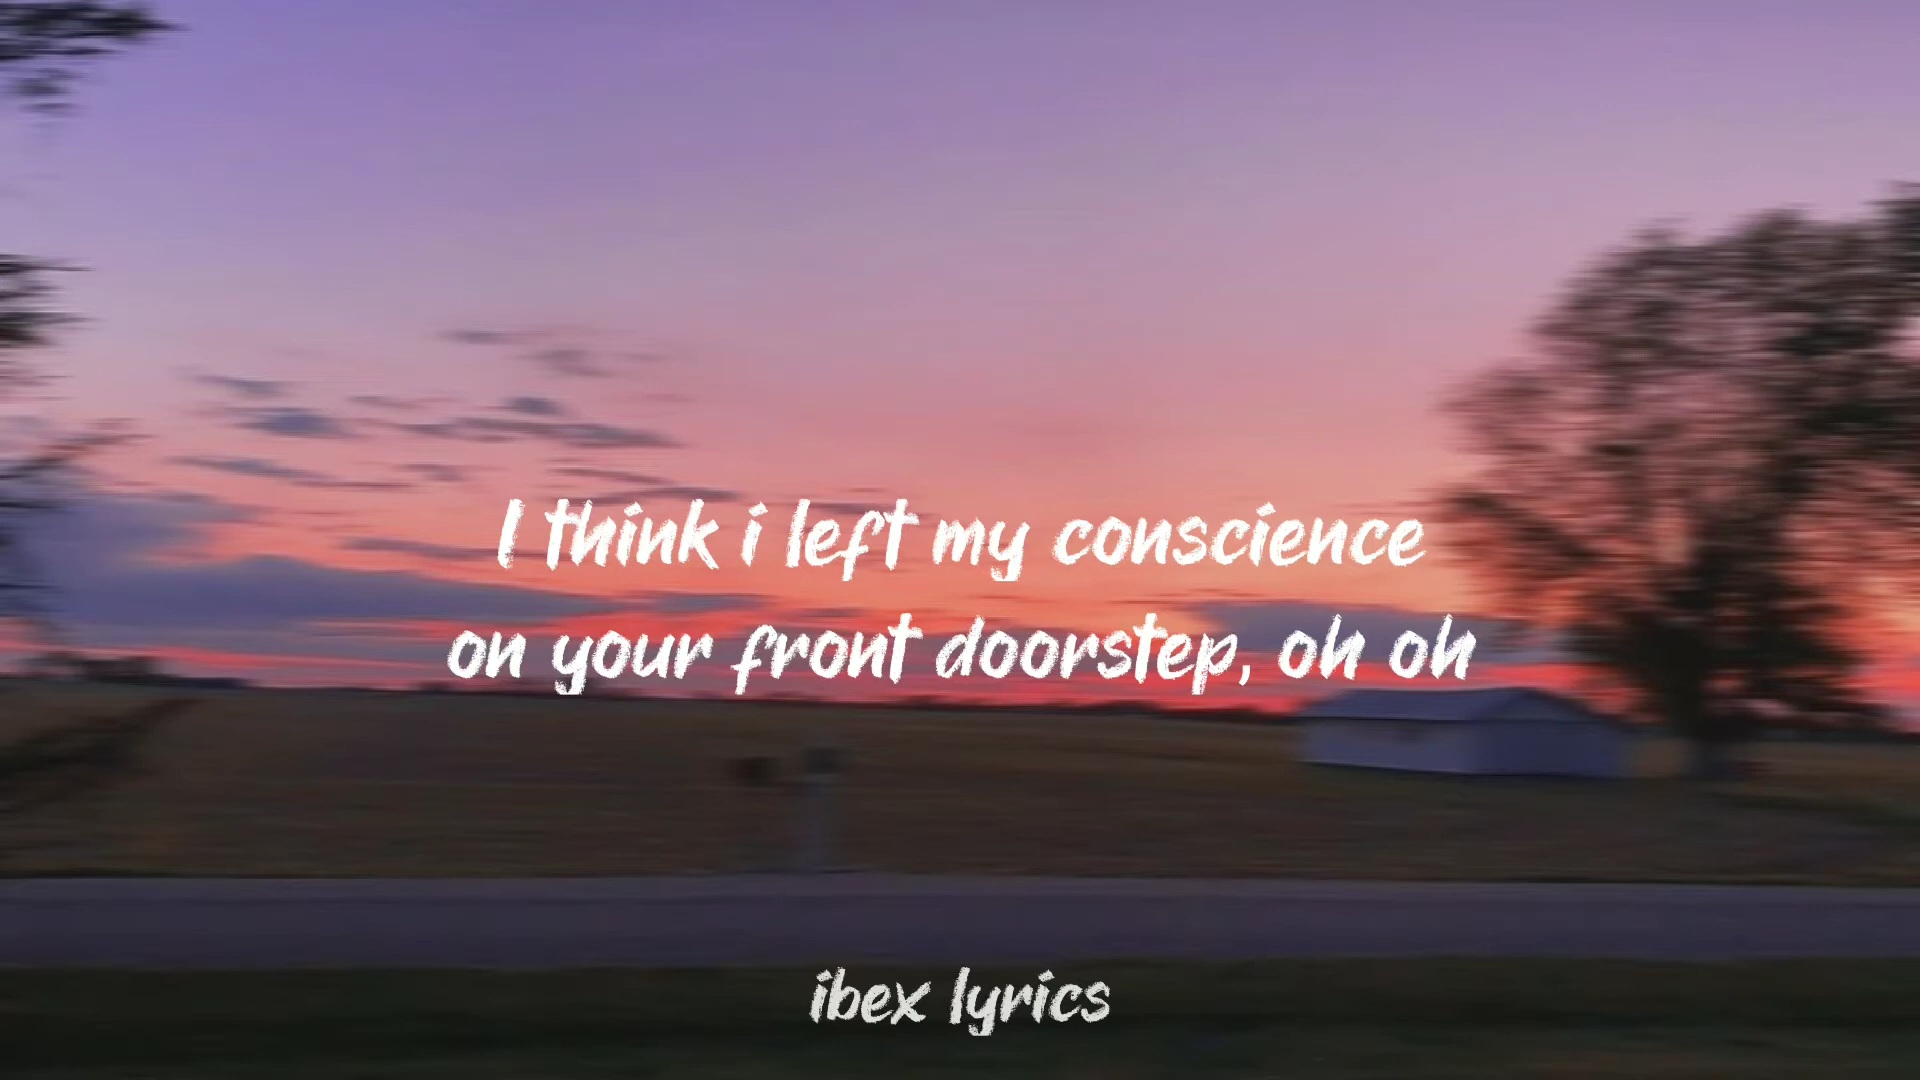 I think i left my conscience
on your front doorstep, oh oh
ibex lyrics